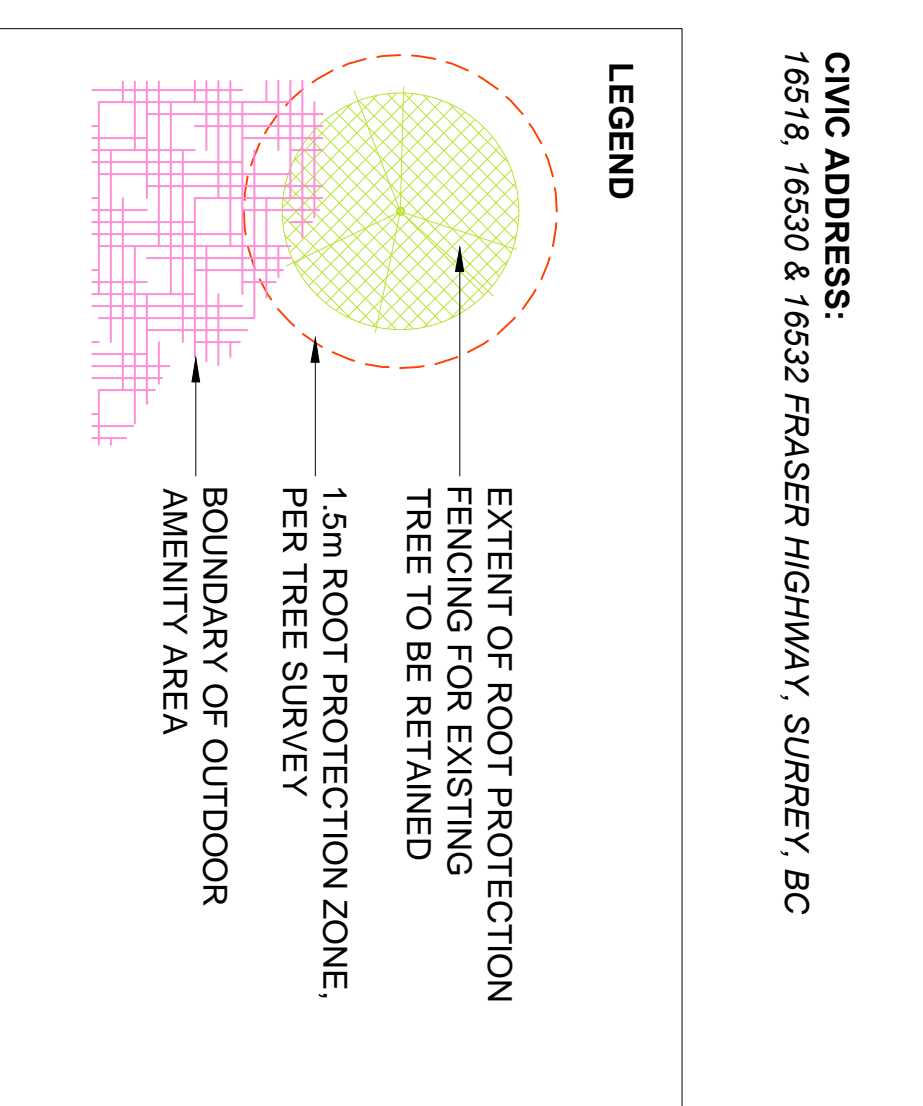 CIVIC ADDRESS:
16518, 16530 & 16532 FRASER HIGHWAY, SURREY, BC
LEGEND
EXTENT OF ROOT PROTECTION
FENCING FOR EXISTING
TREE TO BE RETAINED
1.5m ROOT PROTECTION ZONE,
PER TREE SURVEY
BOUNDARY OF OUTDOOR
AMENITY AREA